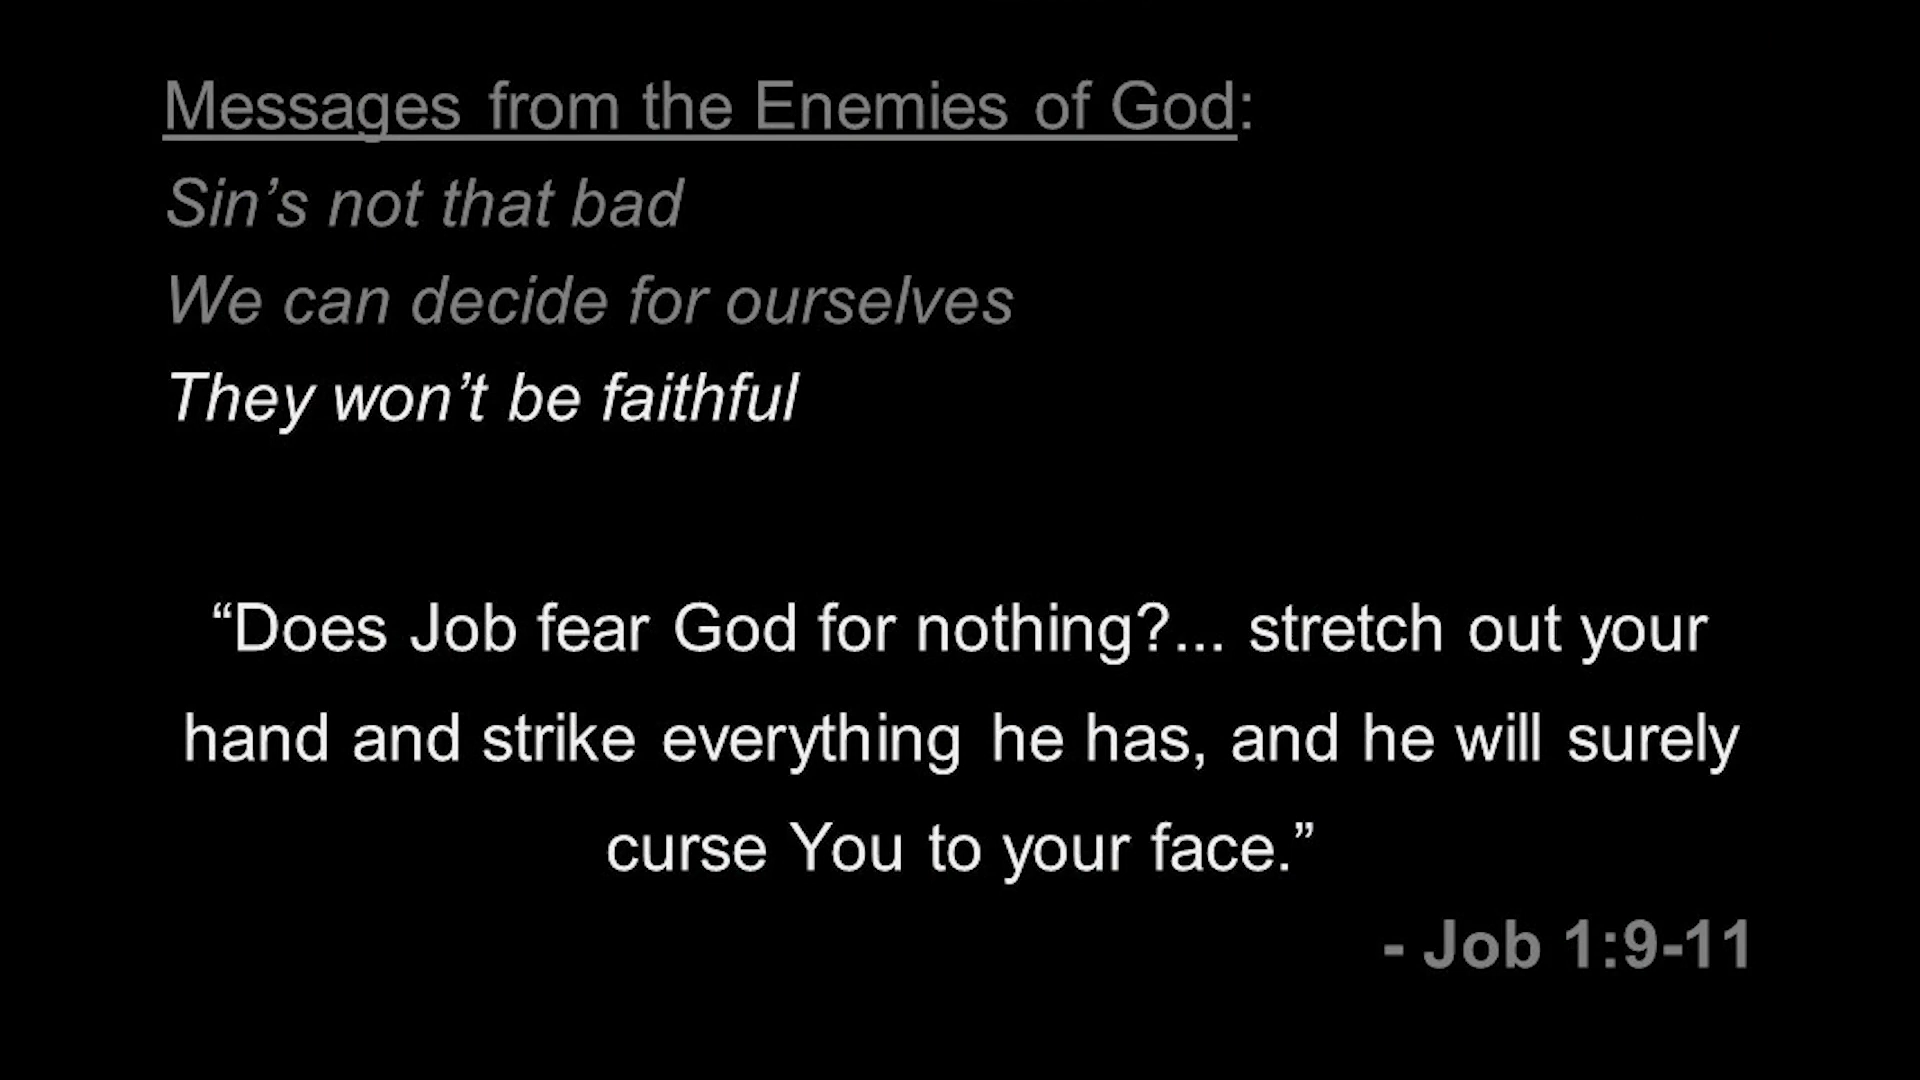 Messages from the Enemies of God:
Sin’s not that bad
We can decide for ourselves
They won’t be faithful
“Does Job fear God for nothing?... stretch out your
hand and strike everything he has, and he will surely
curse You to your face.”
- Job 1:9-11